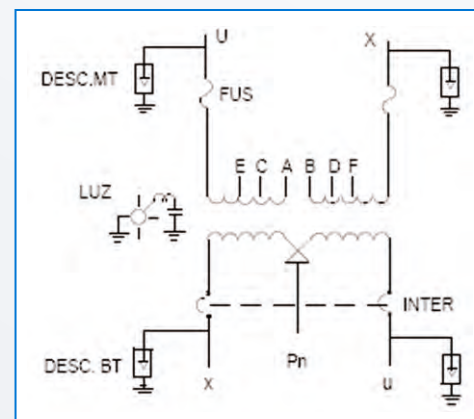 U X
DESC.MT
FUS
E C A B D F
LUZ
INTER
DESC. BT
x Pn u